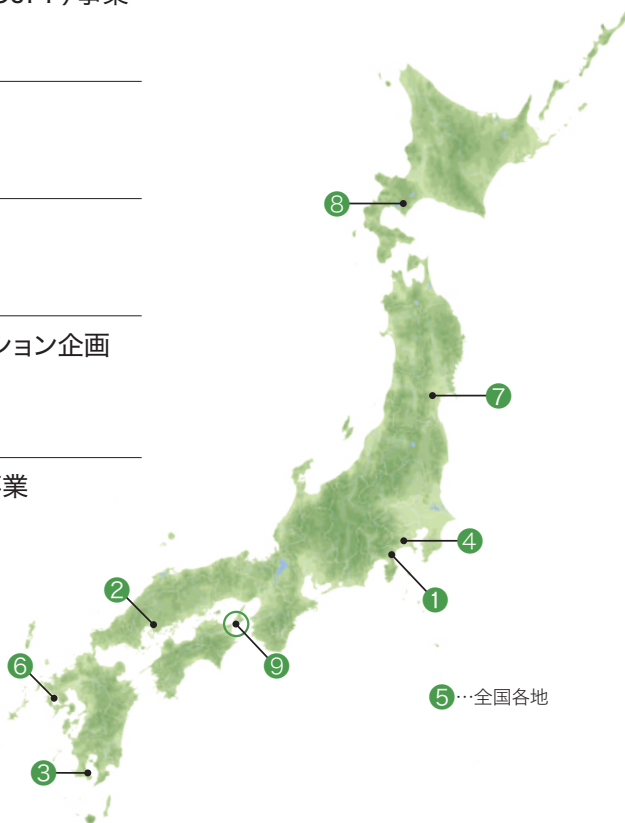 事業
⑧
ション企画
⑦
業
④
②
①
⑨
⑥
⑤…全国各地
③